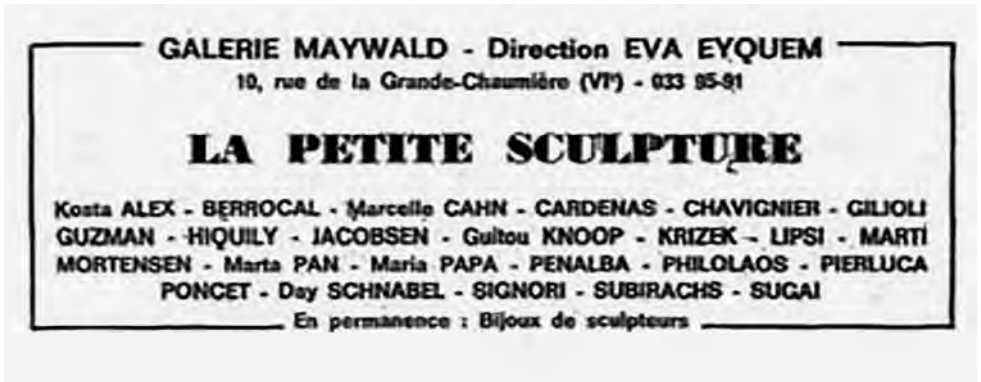 GALERIE MAYWALD - Direction EVA EYQUEM
10, rue de la Grande-Chaumière (VIe) - 033 95-91
LA PETITE SCULPTURE
Kosta ALEX - BERROCAL - Marcelle CAHN - CARDENAS - CHAVIGNIER - GILIOLI
GUZMAN - HIQUILY - JACOBSEN - Guitou KNOOP - KRIZEK - LIPSI - MARTI
MORTENSEN - Marta PAN - Maria PAPA - PENALBA - PHILOLAOS - PIERLUCA
PONCET - Day SCHNABEL - SIGNORI - SUBIRACHS - SUGAI
En permanence : Bijoux de sculpteurs